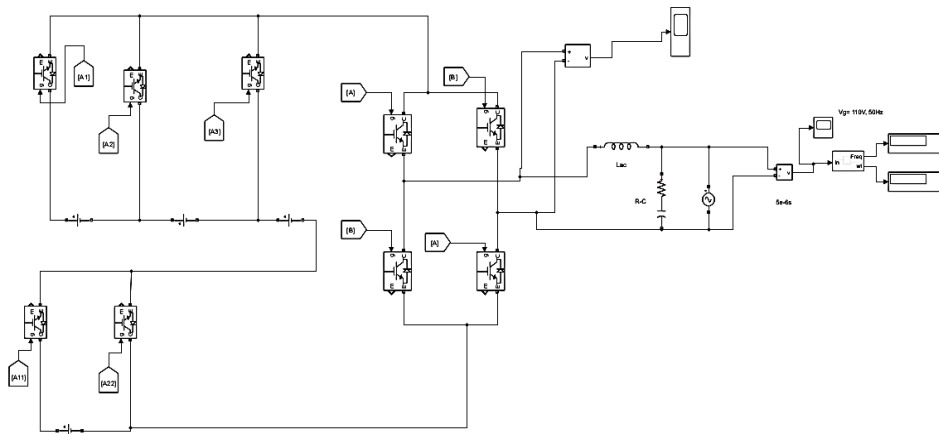 [A1]
[A2]
[A3]
[A]
[B]
[B]
[A]
[A11]
[A22]
g
C
E
Lac
R-C
+
-
v
5e-6s
Vg= 110V, 50Hz
In
Freq
wt